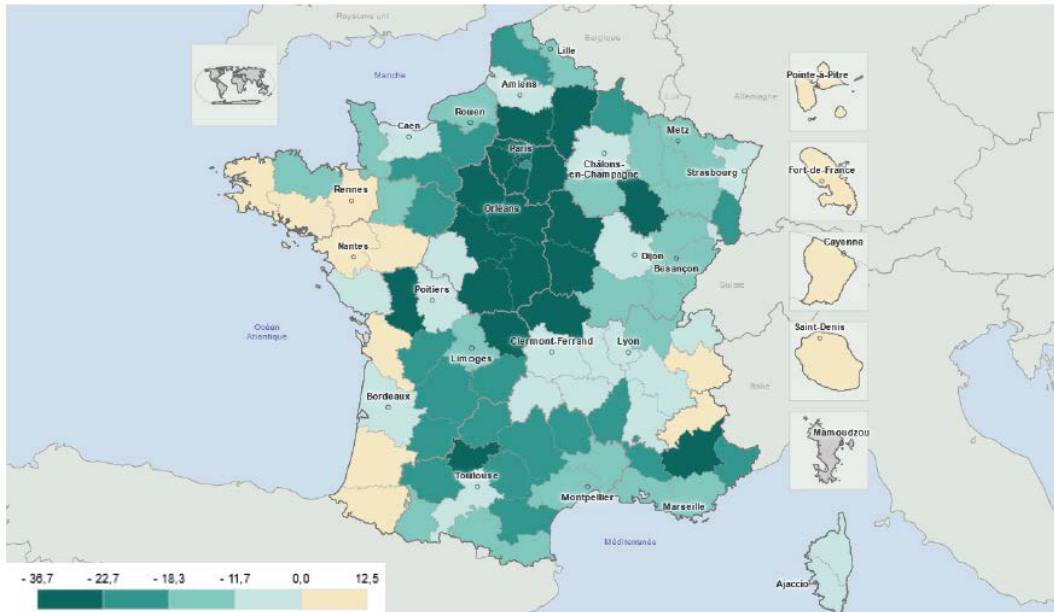 Royaume uni
Belgique
Lille
Manche
Amiens
Lux.
Allemagne
Pointe-à-Pitre
Rouen
Caen
Metz
Paris
Châlons-
en-Champagne
Strasbourg
Fort-de-France
Rennes
Orléans
Nantes
Dijon
Besançon
Cayenne
Suisse
Poitiers
Océan
Atlantique
Saint-Denis
Clermont-Ferrand
Lyon
Limoges
Italie
Bordeaux
Mamoudzou
Toulouse
Montpellier
Marseille
Méditerranée
Ajaccio
- 36,7 - 22,7 - 18,3 - 11,7 0,0 12,5